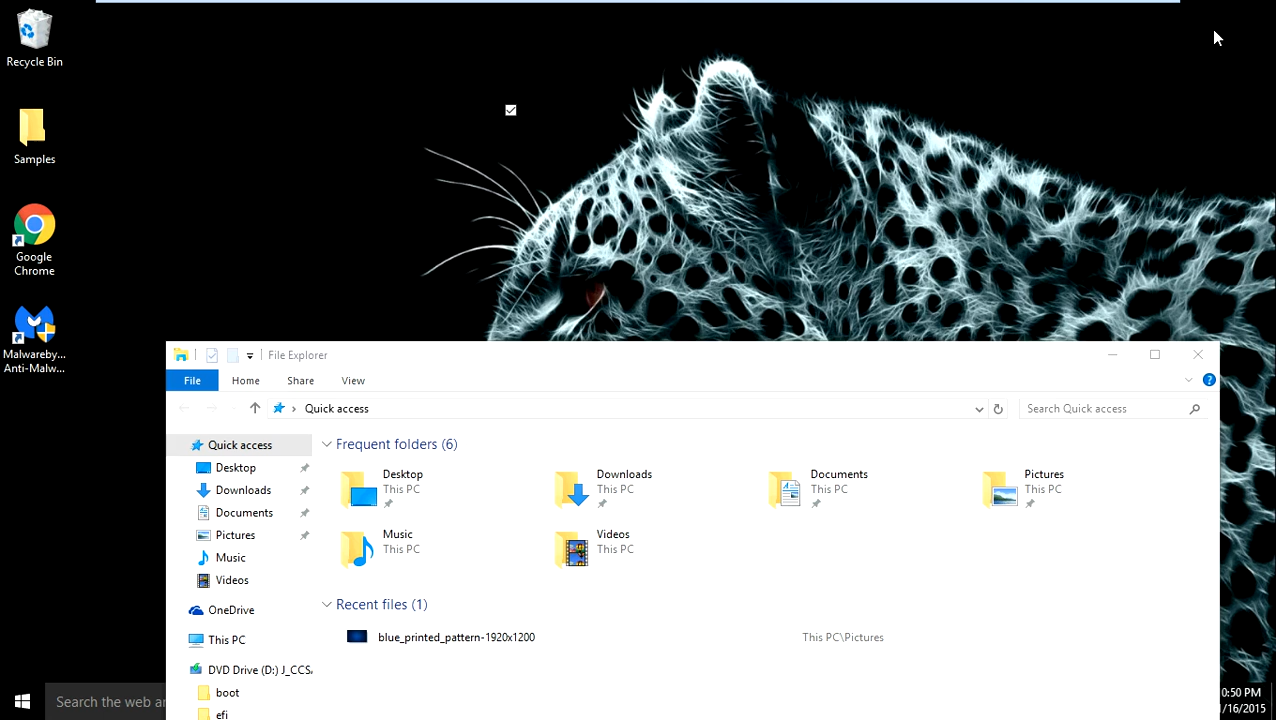 Recycle Bin
Samples
Google
Chrome
Malwareby...
Anti-Malw...
File Explorer
File
Home
Share
View
Quick access
Search Quick access
Quick access
Desktop
Downloads
Documents
Pictures
Music
Videos
OneDrive
This PC
DVD Drive (D:) J_CCS
boot
efi
Frequent folders (6)
Desktop
This PC
Downloads
This PC
Documents
This PC
Pictures
This PC
Music
This PC
Videos
This PC
Recent files (1)
blue_printed_pattern-1920x1200
This PC\Pictures
Search the web
0:50 PM
/16/2015